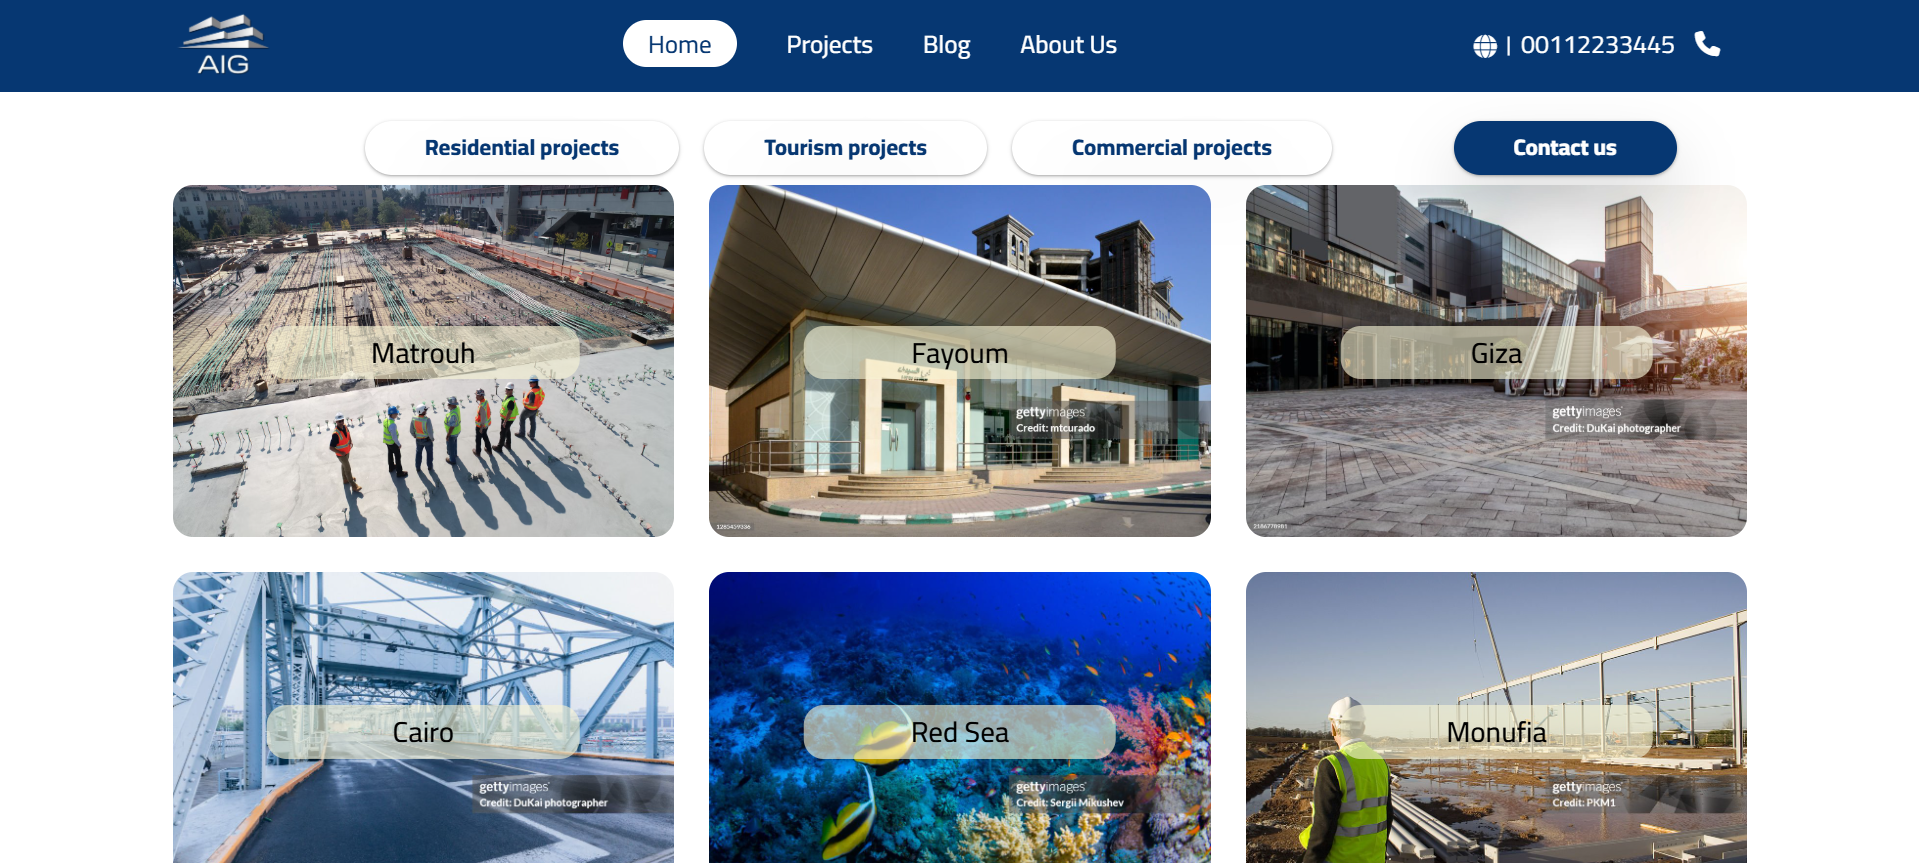 AIG
Home
Projects
Blog
About Us
| 00112233445
Residential projects
Tourism projects
Commercial projects
Contact us
Matrouh
Fayoum
gettyimages
Credit: mtcurado
1285459036
Giza
gettyimages
Credit: DuKai photographer
2186778981
Cairo
gettyimages
Credit: DuKai photographer
Red Sea
gettyimages
Credit: Sergii Mikushev
Monufia
gettyimages
Credit: PKM1